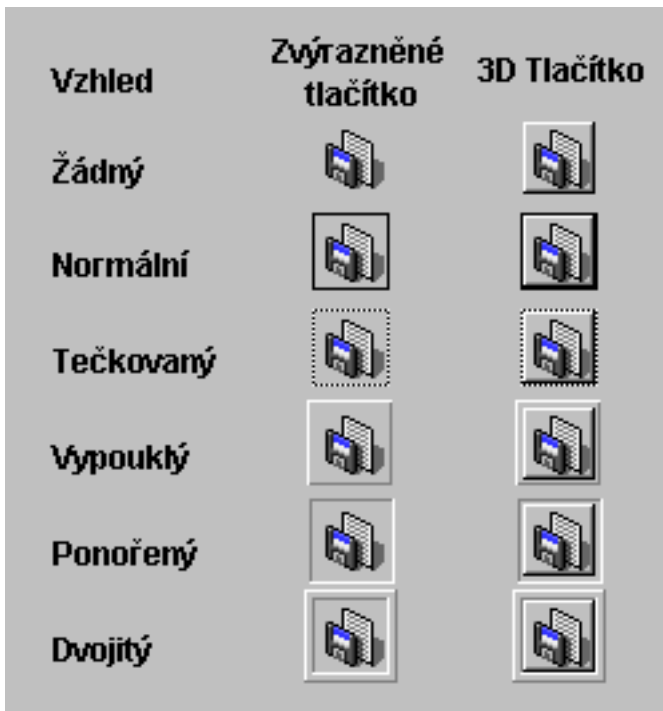 Vzhled
Zvýrazněné
tlačítko
3D Tlačítko
Žádný
Normální
Tečkovaný
Vypouklý
Ponořený
Dvojitý